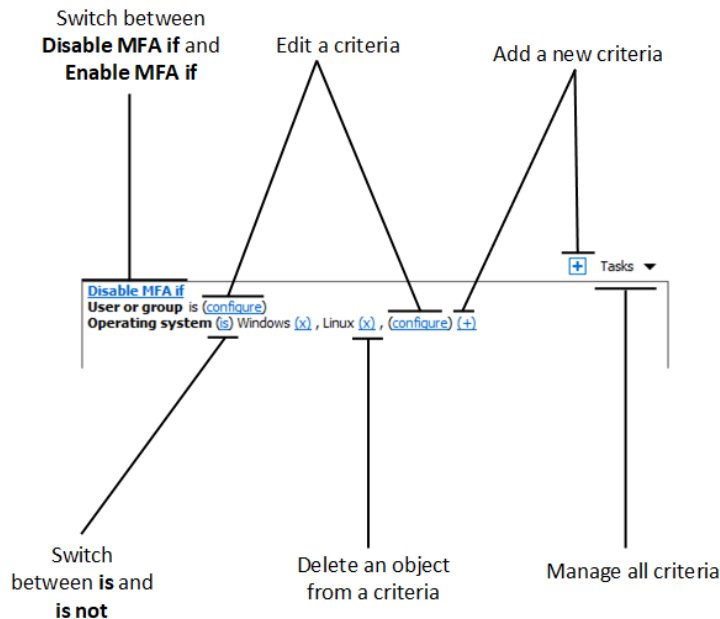 Switch between
Disable MFA if and
Enable MFA if
Edit a criteria
Add a new criteria
+ Tasks
Disable MFA if
User or group is (configure)
Operating system (is) Windows (x) , Linux (x) , (configure) (+)
Switch
between is and
is not
Delete an object
from a criteria
Manage all criteria